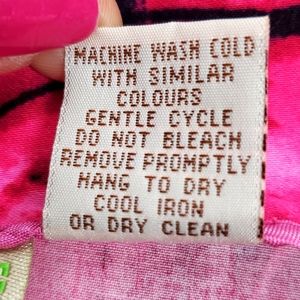 MACHINE WASH COLD
WITH SIMILAR
COLOURS
GENTLE CYCLE
DO NOT BLEACH
REMOVE PROMPTLY
HANG TO DRY
COOL IRON
OR DRY CLEAN